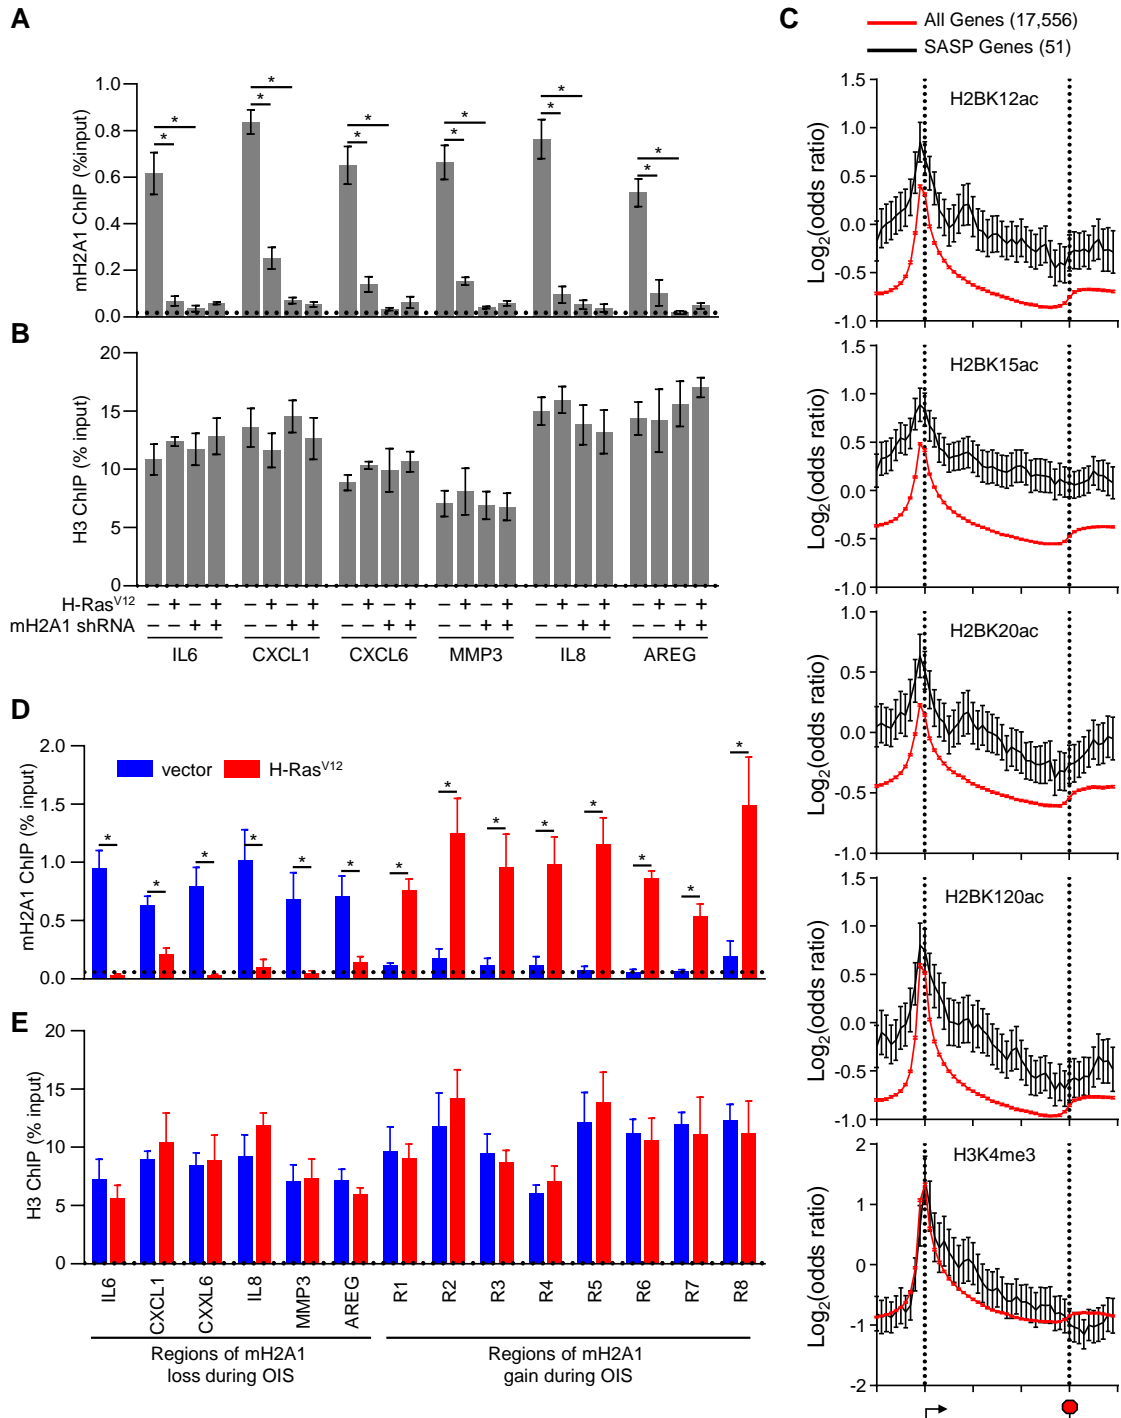 A
mH2A1 ChIP (%input)
1.0
0.8
0.6
0.4
0.2
0.0
* * * * * * * * * * * *
B
H3 ChIP (% input)
20
15
10
5
0
H-RasV12 – + – + – + – + – + – + – + – + – + – + – + – +
mH2A1 shRNA – – + + – – + + – – + + – – + + – – + + – – + +
IL6 CXCL1 CXCL6 MMP3 IL8 AREG
C
All Genes (17,556)
SASP Genes (51)
H2BK12ac
Log2(odds ratio)
1.5
1.0
0.5
0.0
-0.5
-1.0
H2BK15ac
Log2(odds ratio)
1.5
1.0
0.5
0.0
-0.5
-1.0
H2BK20ac
Log2(odds ratio)
1.0
0.5
0.0
-0.5
-1.0
H2BK120ac
Log2(odds ratio)
1.5
1.0
0.5
0.0
-0.5
-1.0
H3K4me3
Log2(odds ratio)
2
1
0
-1
-2
D
vector H-RasV12
mH2A1 ChIP (% input)
2.0
1.5
1.0
0.5
0.0
* * * * * * * * * * * * * *
E
H3 ChIP (% input)
20
15
10
5
0
IL6 CXCL1 CXXL6 IL8 MMP3 AREG R1 R2 R3 R4 R5 R6 R7 R8
Regions of mH2A1
loss during OIS
Regions of mH2A1
gain during OIS